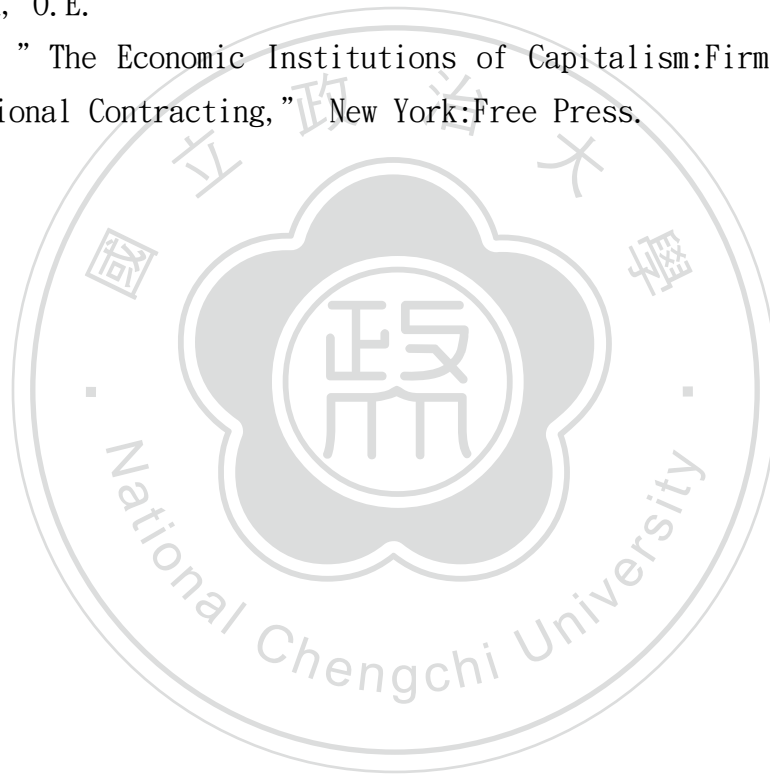 , O.E.
” The Economic Institutions of Capitalism:Firm
ional Contracting,” New York:Free Press.
國立政治大學
政
National Chengchi University